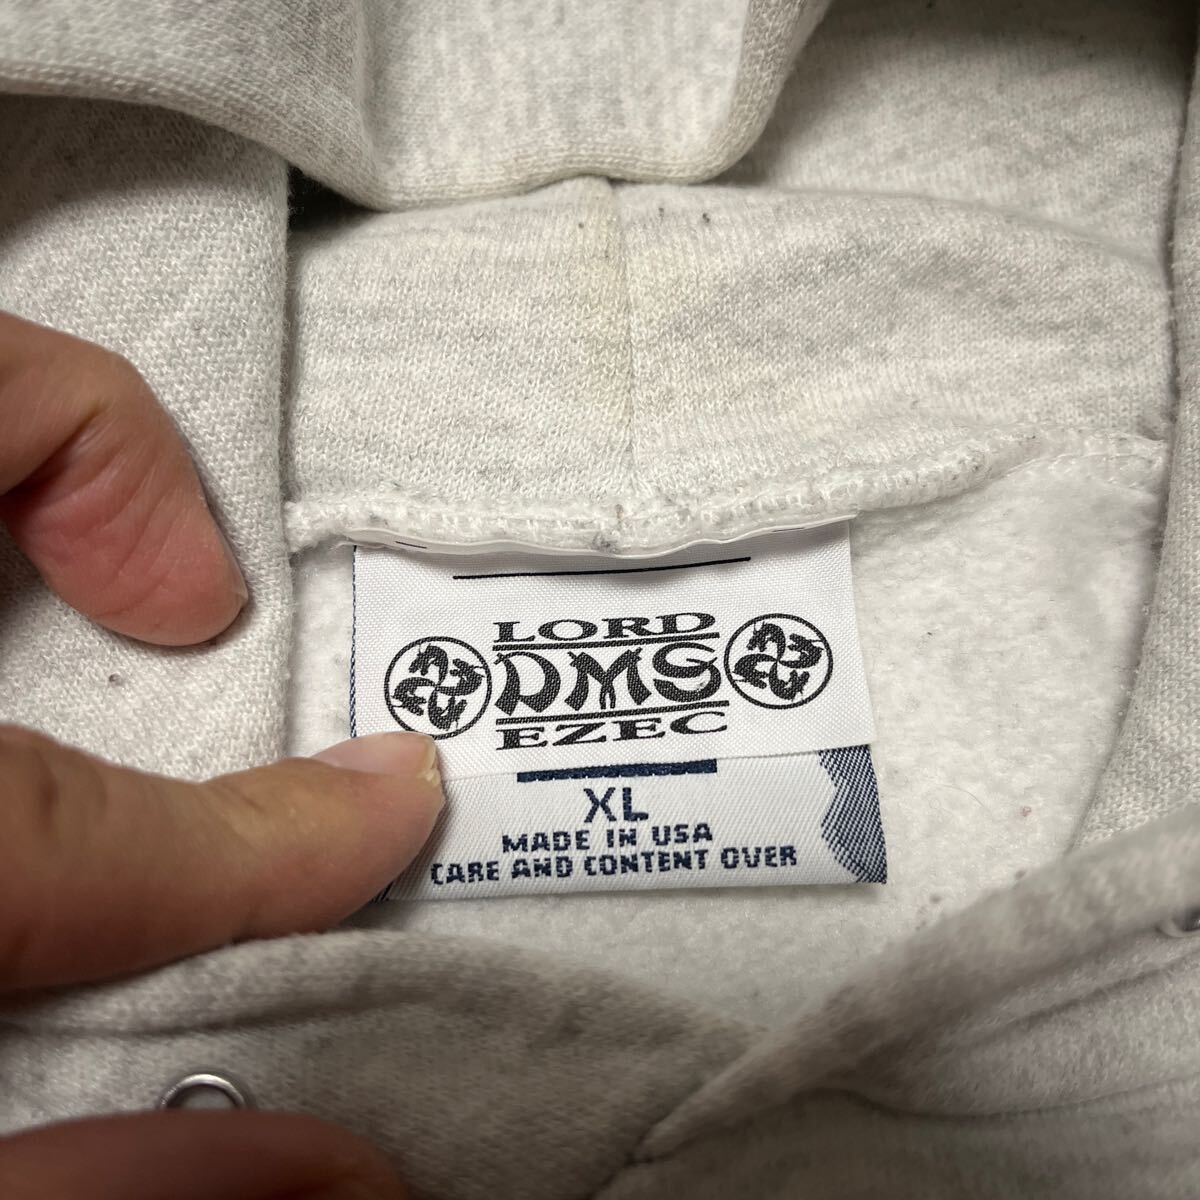 LORD
DMS
EZEC
XL
MADE IN USA
CARE AND CONTENT OVER